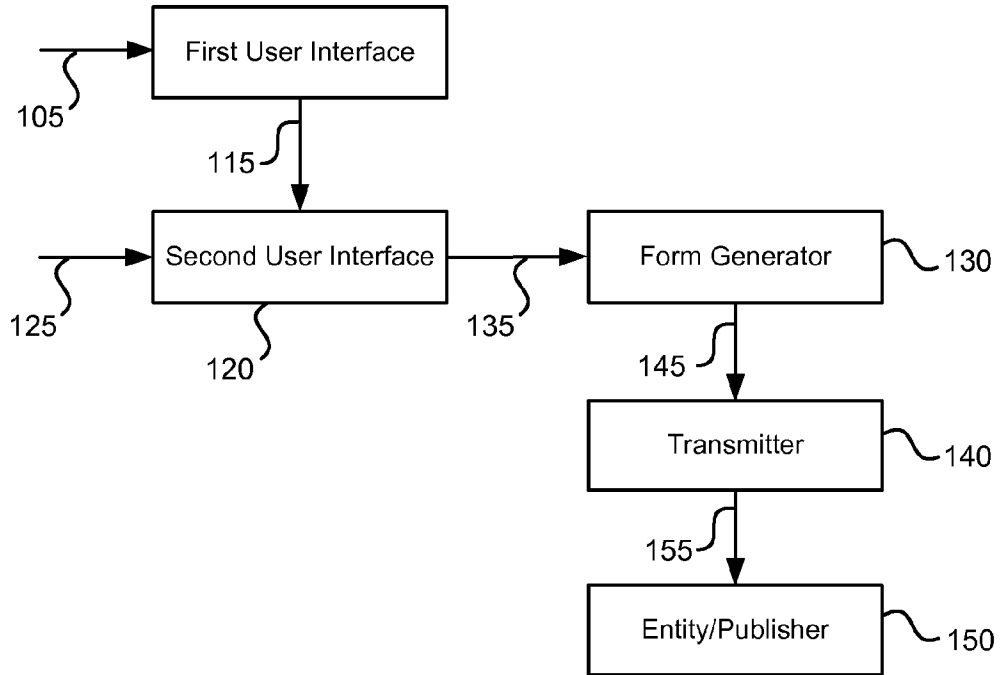 First User Interface
105
115
Second User Interface
Form Generator
130
125
120
135
145
Transmitter
140
155
Entity/Publisher
150